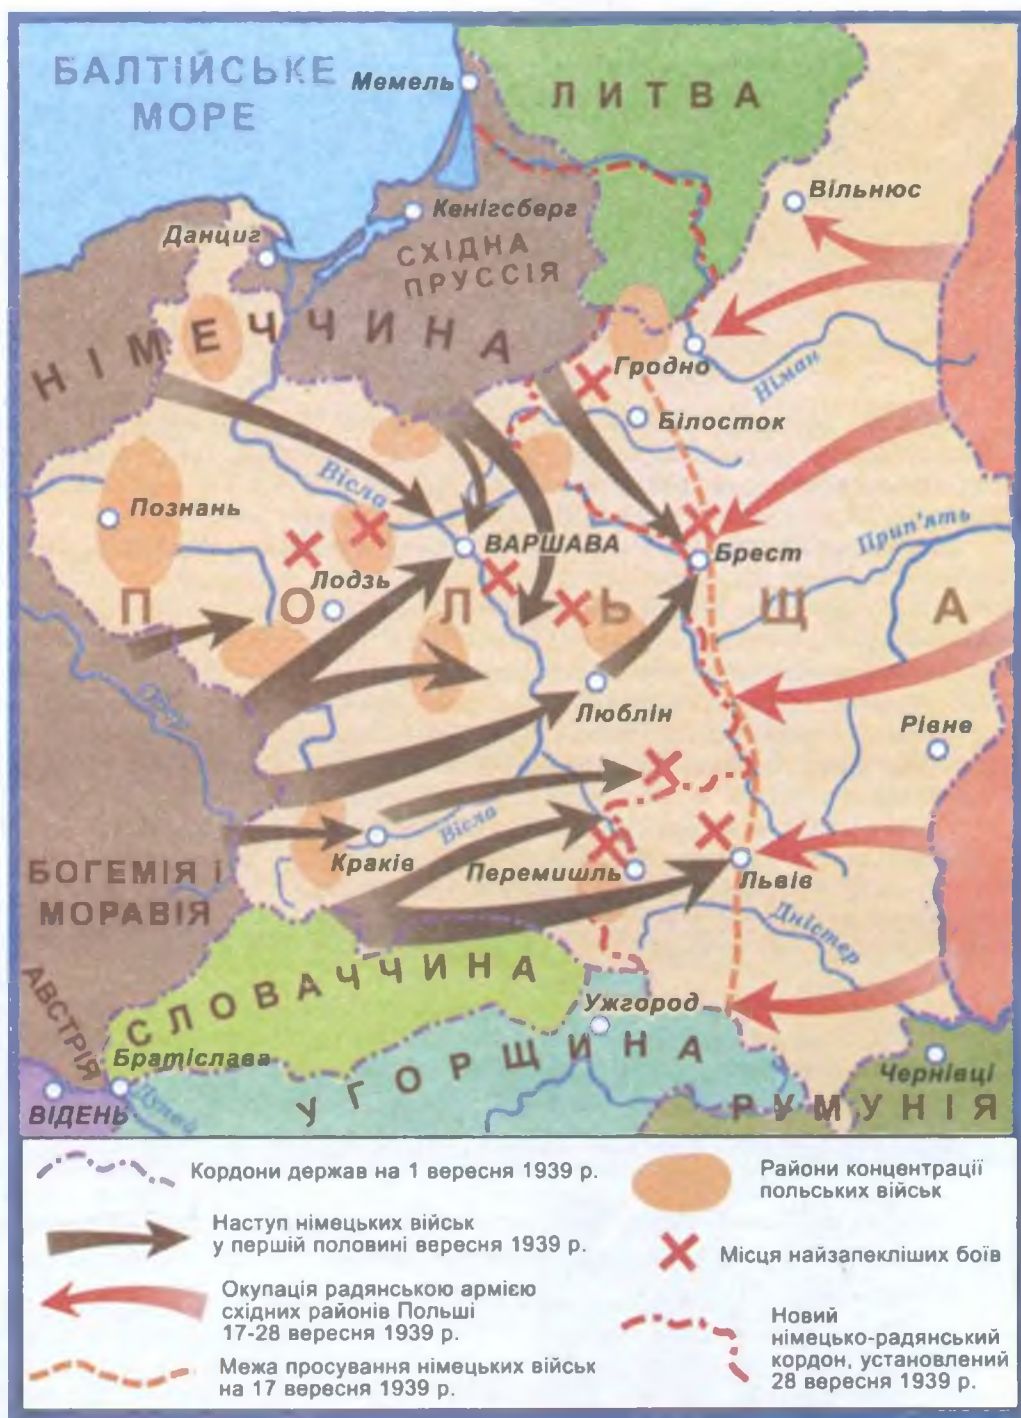 БАЛТІЙСЬКЕ
МОРЕ
Мемель
ЛИТВА
Вільнюс
Кенігсберг
Данциг
СХІДНА
ПРУССІЯ
НІМЕЧЧИНА
Гродно
Німан
Білосток
Вісла
Познань
ВАРШАВА
Брест
Прип'ять
Лодзь
ПОЛЬЩА
Одер
Люблін
Рівне
Вісла
Краків
Перемишль
Львів
БОГЕМІЯ І
МОРАВІЯ
Дністер
АВСТРІЯ
СЛОВАЧЧИНА
Ужгород
Братіслава
УГОРЩИНА
Чернівці
ВІДЕНЬ
Дунай
РУМУНІЯ
Кордони держав на 1 вересня 1939 р.
Наступ німецьких військ
у першій половині вересня 1939 р.
Окупація радянською армією
східних районів Польші
17-28 вересня 1939 р.
Межа просування німецьких військ
на 17 вересня 1939 р.
Райони концентрації
польських військ
Місця найзапекліших боїв
Новий
німецько-радянський
кордон, установлений
28 вересня 1939 р.